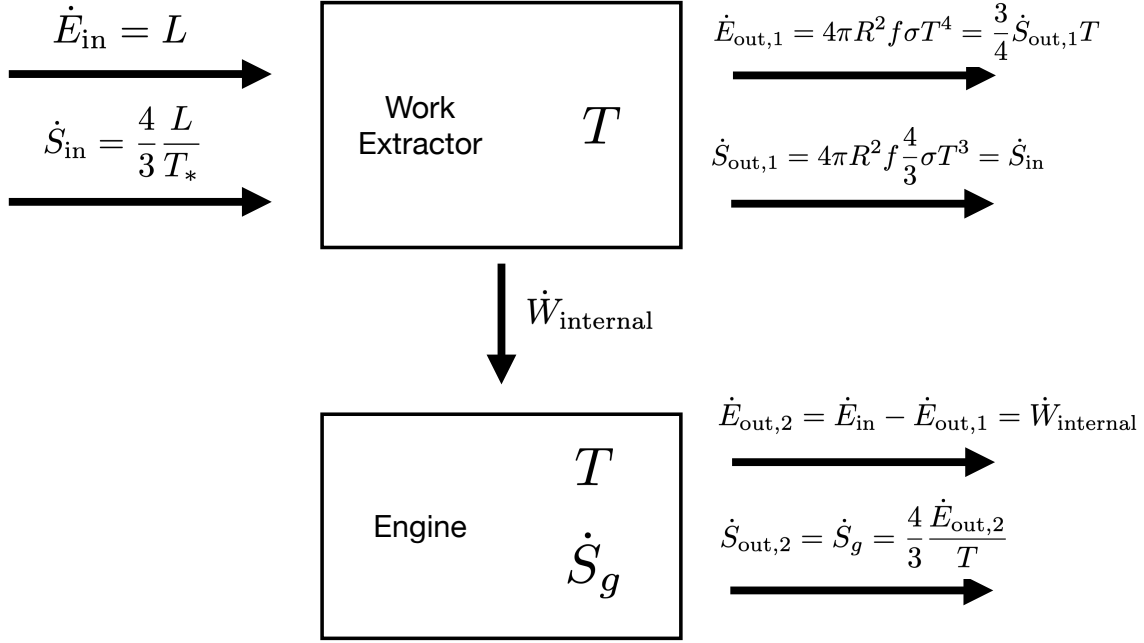 Ė_in = L
Ṡ_in = 4/3 L/T_*
Work
Extractor
T
Ė_out,1 = 4πR²fσT⁴ = 3/4 Ṡ_out,1 T
Ṡ_out,1 = 4πR²f 4/3 σT³ = Ṡ_in
Ẇ_internal
Engine
T
Ṡ_g
Ė_out,2 = Ė_in − Ė_out,1 = Ẇ_internal
Ṡ_out,2 = Ṡ_g = 4/3 Ė_out,2/T